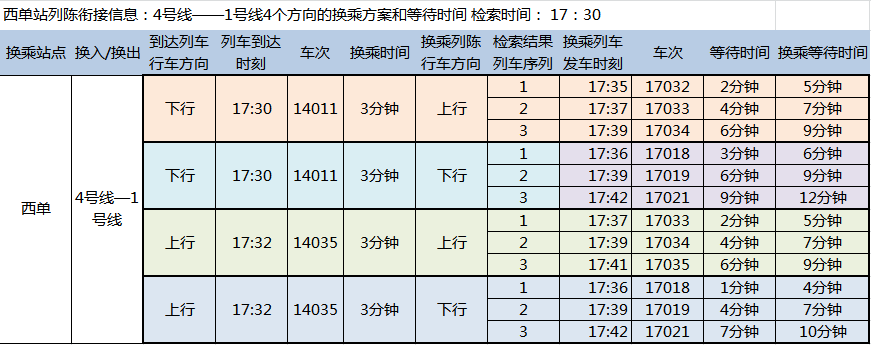 西单站列陈衔接信息：4号线——1号线4个方向的换乘方案和等待时间 检索时间： 17：30
换乘站点 换入/换出 到达列车行车方向 列车到达时刻 车次 换乘时间 换乘列陈行车方向 检索结果列车序列 换乘列车发车时刻 车次 等待时间 换乘等待时间
西单 4号线—1号线
下行 17:30 14011 3分钟 上行
1 17:35 17032 2分钟 5分钟
2 17:37 17033 4分钟 7分钟
3 17:39 17034 6分钟 9分钟
下行 17:30 14011 3分钟 下行
1 17:36 17018 3分钟 6分钟
2 17:39 17019 6分钟 9分钟
3 17:42 17021 9分钟 12分钟
上行 17:32 14035 3分钟 上行
1 17:37 17033 2分钟 5分钟
2 17:39 17034 4分钟 7分钟
3 17:41 17035 6分钟 9分钟
上行 17:32 14035 3分钟 下行
1 17:36 17018 1分钟 4分钟
2 17:39 17019 4分钟 7分钟
3 17:42 17021 7分钟 10分钟